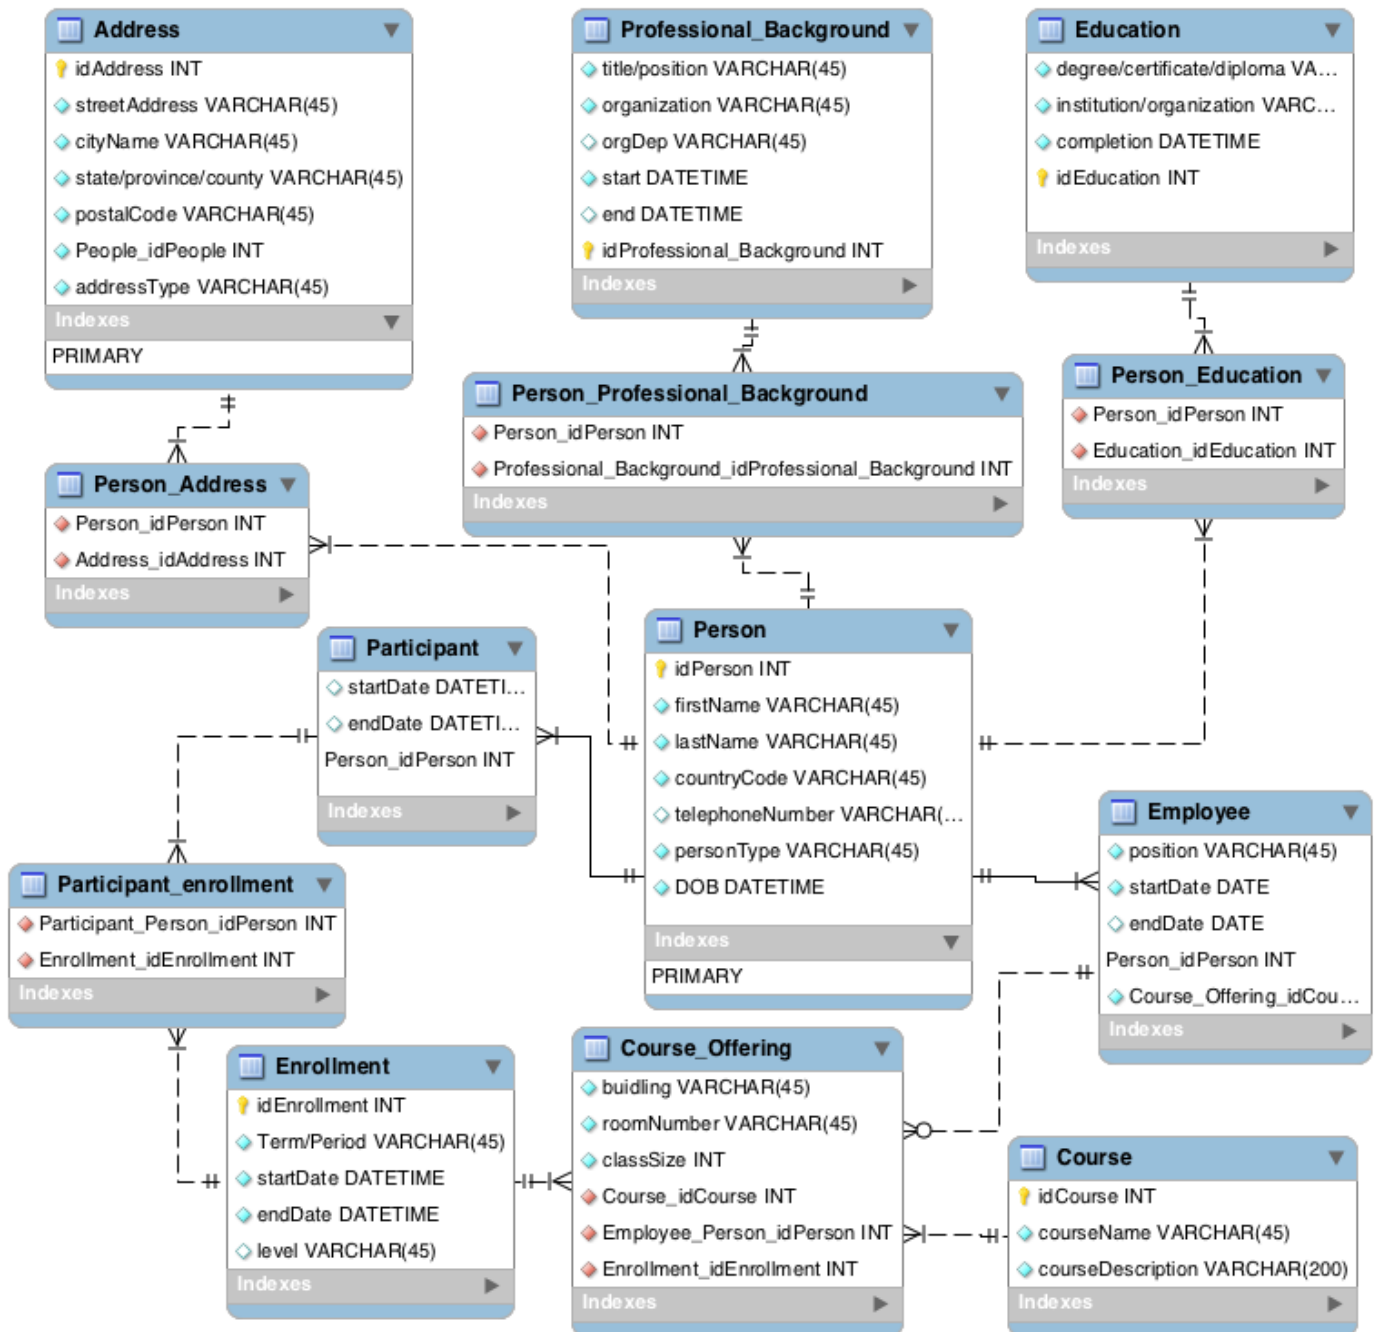 Address
idAddress INT
streetAddress VARCHAR(45)
cityName VARCHAR(45)
state/province/county VARCHAR(45)
postalCode VARCHAR(45)
People_idPeople INT
addressType VARCHAR(45)
Indexes
PRIMARY
Professional_Background
title/position VARCHAR(45)
organization VARCHAR(45)
orgDep VARCHAR(45)
start DATETIME
end DATETIME
idProfessional_Background INT
Indexes
Education
degree/certificate/diploma VA...
institution/organization VARC...
completion DATETIME
idEducation INT
Indexes
Person_Professional_Background
Person_idPerson INT
Professional_Background_idProfessional_Background INT
Indexes
Person_Education
Person_idPerson INT
Education_idEducation INT
Indexes
Person_Address
Person_idPerson INT
Address_idAddress INT
Indexes
Participant
startDate DATETI...
endDate DATETI...
Person_idPerson INT
Indexes
Person
idPerson INT
firstName VARCHAR(45)
lastName VARCHAR(45)
countryCode VARCHAR(45)
telephoneNumber VARCHAR(...
personType VARCHAR(45)
DOB DATETIME
Indexes
PRIMARY
Employee
position VARCHAR(45)
startDate DATE
endDate DATE
Person_idPerson INT
Course_Offering_idCou...
Indexes
Participant_enrollment
Participant_Person_idPerson INT
Enrollment_idEnrollment INT
Indexes
Enrollment
idEnrollment INT
Term/Period VARCHAR(45)
startDate DATETIME
endDate DATETIME
level VARCHAR(45)
Indexes
Course_Offering
buidling VARCHAR(45)
roomNumber VARCHAR(45)
classSize INT
Course_idCourse INT
Employee_Person_idPerson INT
Enrollment_idEnrollment INT
Indexes
Course
idCourse INT
courseName VARCHAR(45)
courseDescription VARCHAR(200)
Indexes